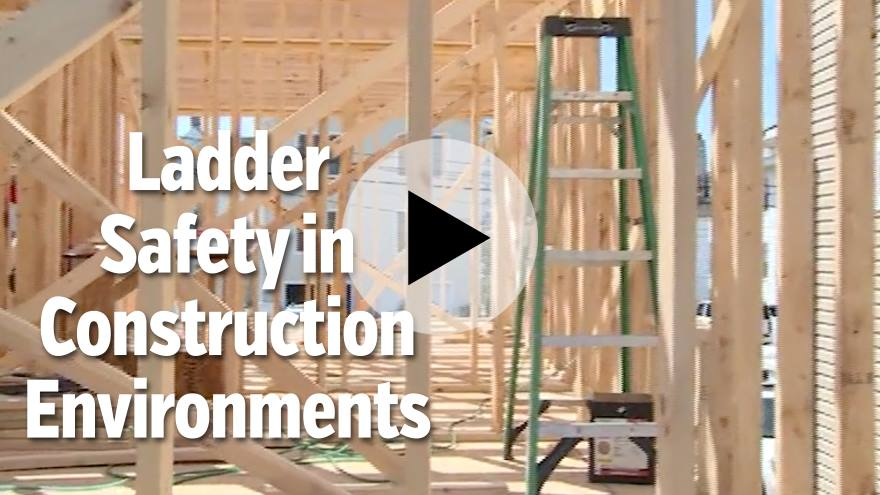 Ladder
Safety in
Construction
Environments